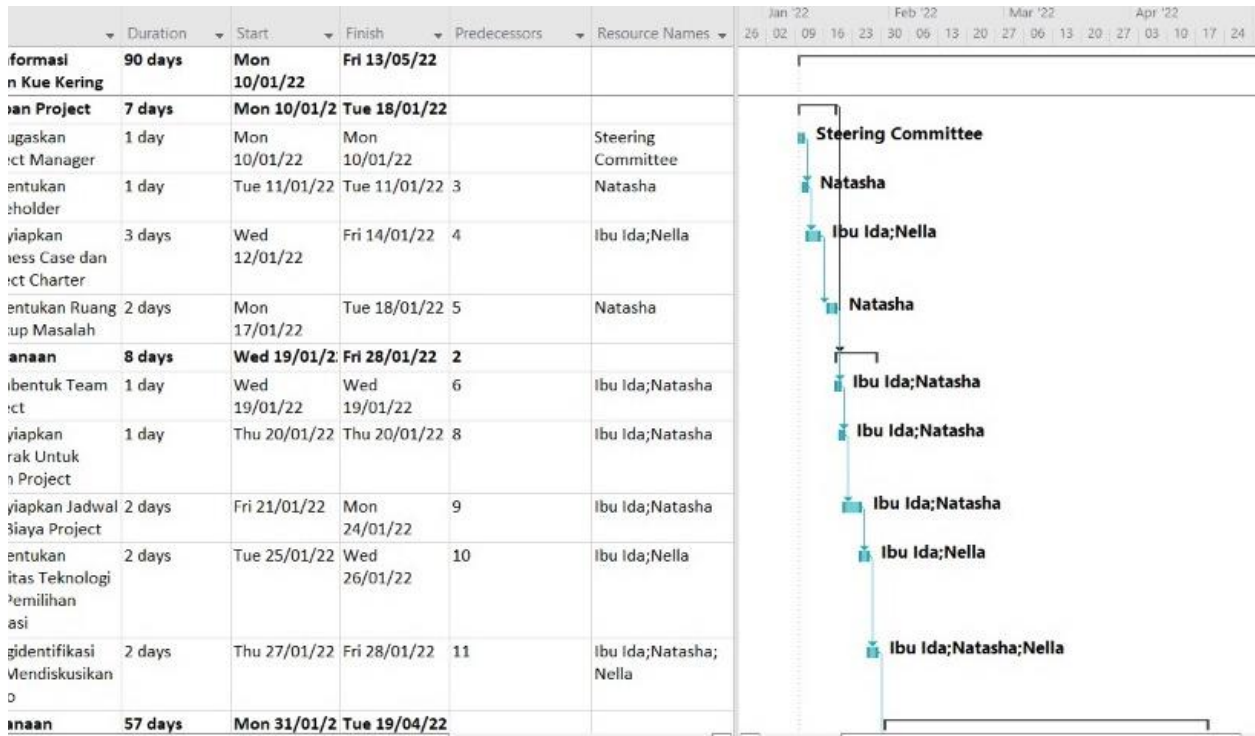 Jan '22 Feb '22 Mar '22 Apr '22
Duration Start Finish Predecessors Resource Names 26 02 09 16 23 30 06 13 20 27 06 13 20 27 03 10 17 24
formasi 90 days Mon Fri 13/05/22
n Kue Kering 10/01/22
pan Project 7 days Mon 10/01/2 Tue 18/01/22
ugaskan 1 day Mon Mon Steering Steering Committee
ect Manager 10/01/22 10/01/22 Committee
entukan 1 day Tue 11/01/22 Tue 11/01/22 3 Natasha Natasha
eholder
yiapkan 3 days Wed Fri 14/01/22 4 Ibu Ida;Nella Ibu Ida;Nella
ness Case dan 12/01/22
ect Charter
entukan Ruang 2 days Mon Tue 18/01/22 5 Natasha Natasha
kup Masalah 17/01/22
anaan 8 days Wed 19/01/2 Fri 28/01/22 2
nbentuk Team 1 day Wed Wed 6 Ibu Ida;Natasha Ibu Ida;Natasha
ect 19/01/22 19/01/22
yiapkan 1 day Thu 20/01/22 Thu 20/01/22 8 Ibu Ida;Natasha Ibu Ida;Natasha
rak Untuk
n Project
yiapkan Jadwal 2 days Fri 21/01/22 Mon 9 Ibu Ida;Natasha Ibu Ida;Natasha
Biaya Project 24/01/22
entukan 2 days Tue 25/01/22 Wed 10 Ibu Ida;Nella Ibu Ida;Nella
itas Teknologi 26/01/22
Pemilihan
asi
gidentifikasi 2 days Thu 27/01/22 Fri 28/01/22 11 Ibu Ida;Natasha; Ibu Ida;Natasha;Nella
Mendiskusikan Nella
o
anaan 57 days Mon 31/01/2 Tue 19/04/22